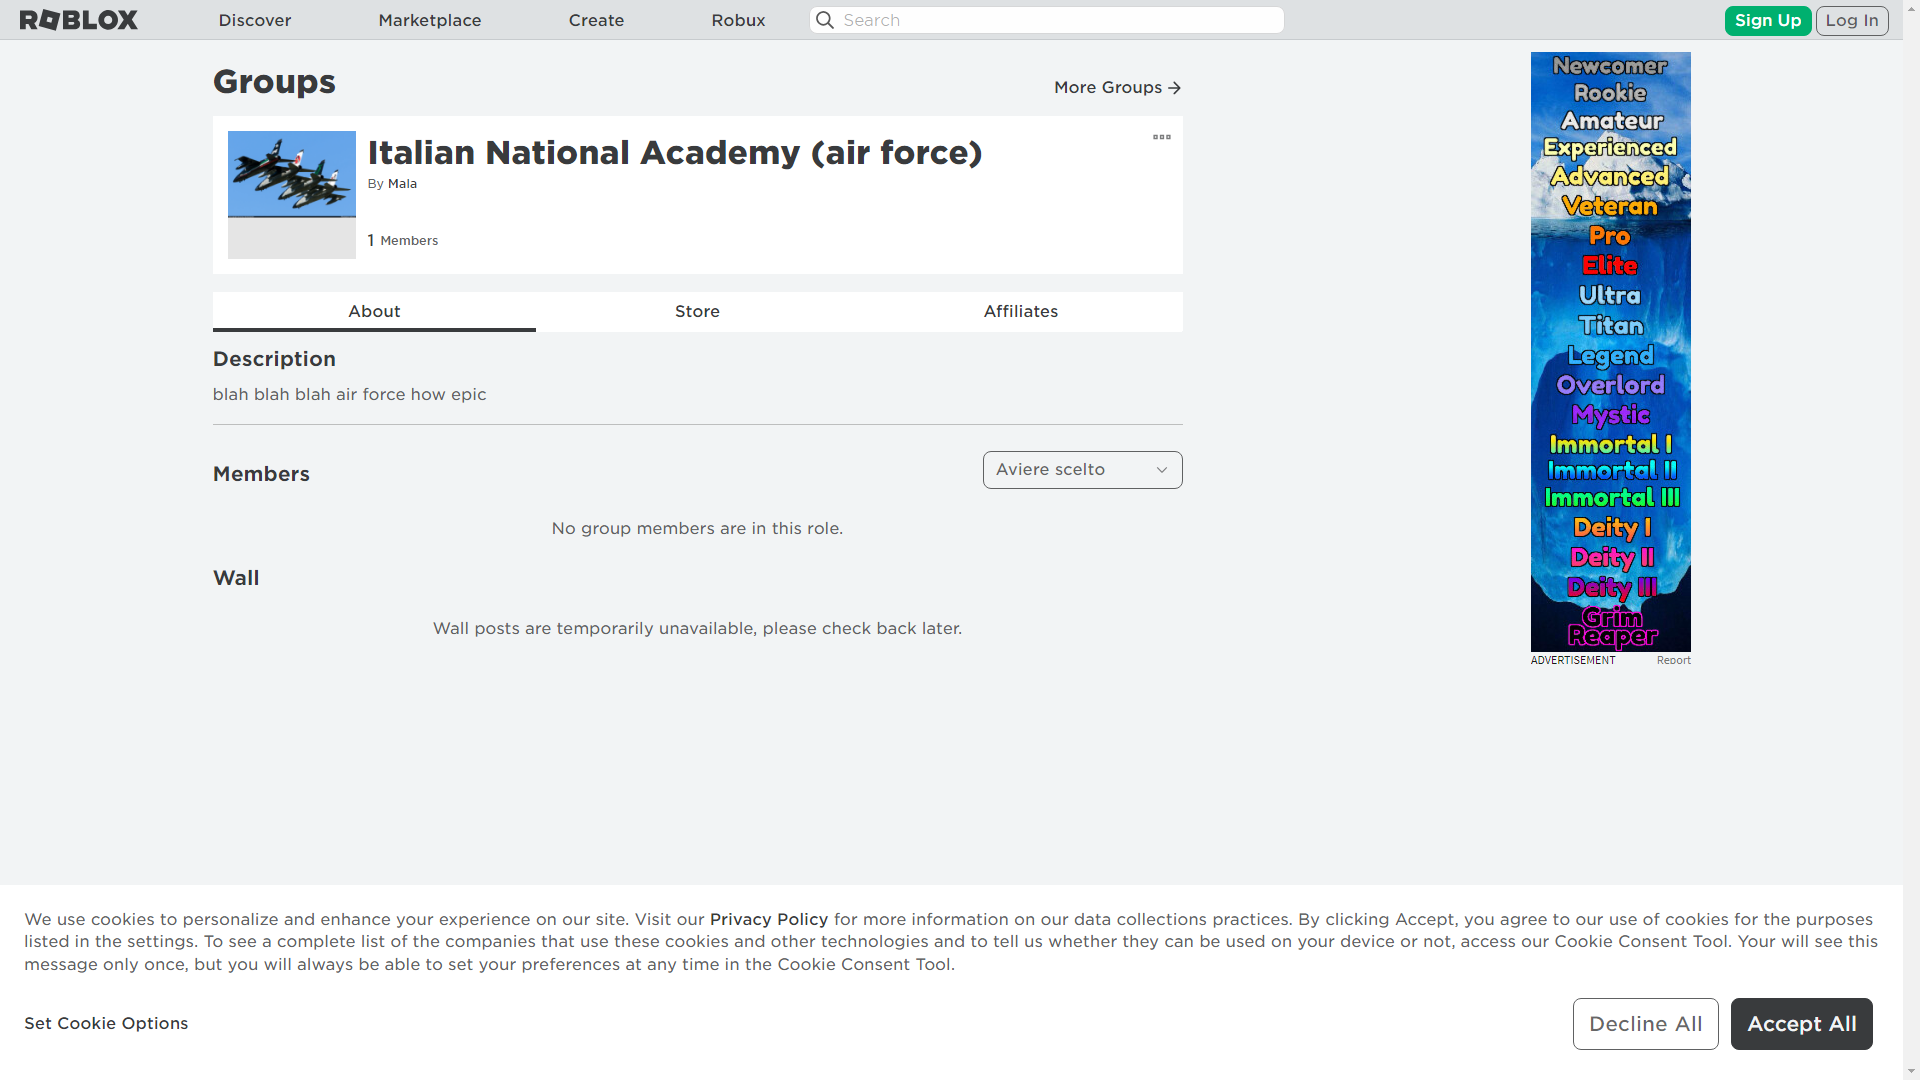 ROBLOX
Discover
Marketplace
Create
Robux
Search
Sign Up
Log In
Groups
More Groups
Italian National Academy (air force)
By Mala
1 Members
About
Store
Affiliates
Description
blah blah blah air force how epic
Members
Aviere scelto
No group members are in this role.
Wall
Wall posts are temporarily unavailable, please check back later.
Newcomer
Rookie
Amateur
Experienced
Advanced
Veteran
Pro
Elite
Ultra
Titan
Legend
Overlord
Mystic
Immortal I
Immortal II
Immortal III
Deity I
Deity II
Deity III
Grim
Reaper
ADVERTISEMENT
Report
We use cookies to personalize and enhance your experience on our site. Visit our Privacy Policy for more information on our data collections practices. By clicking Accept, you agree to our use of cookies for the purposes
listed in the settings. To see a complete list of the companies that use these cookies and other technologies and to tell us whether they can be used on your device or not, access our Cookie Consent Tool. Your will see this
message only once, but you will always be able to set your preferences at any time in the Cookie Consent Tool.
Set Cookie Options
Decline All
Accept All